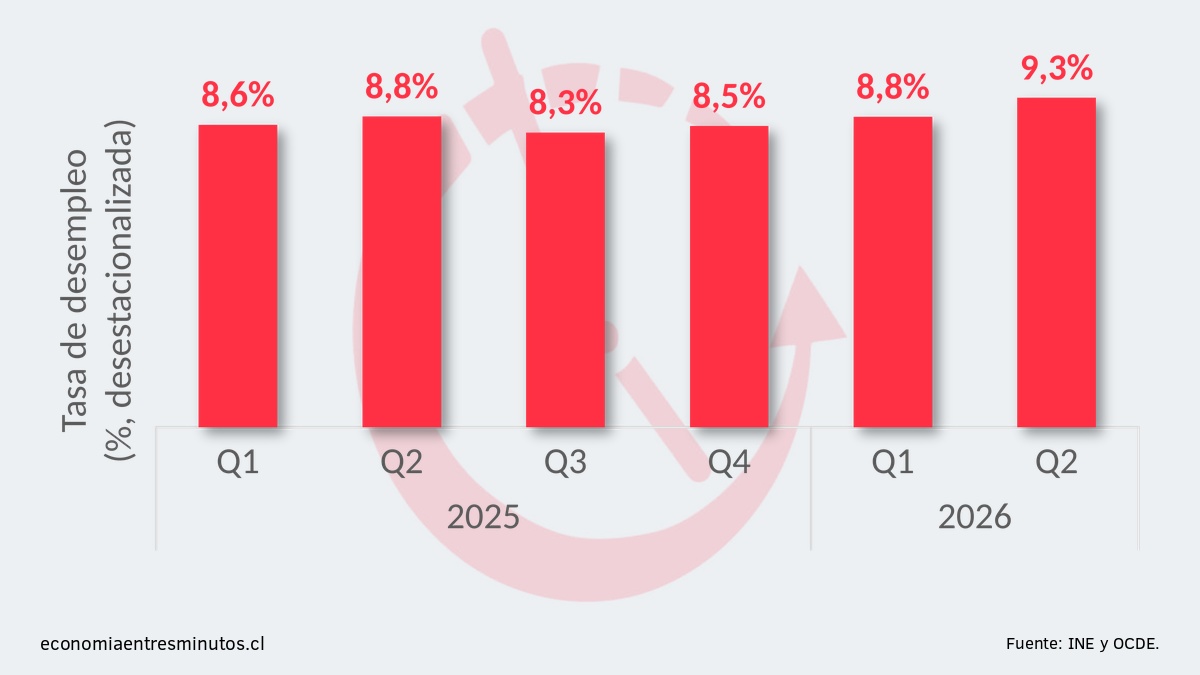 8,6%
8,8%
8,3%
8,5%
8,8%
9,3%
Tasa de desempleo
(%, desestacionalizada)
Q1
Q2
Q3
Q4
Q1
Q2
2025
2026
economiaentresminutos.cl
Fuente: INE y OCDE.